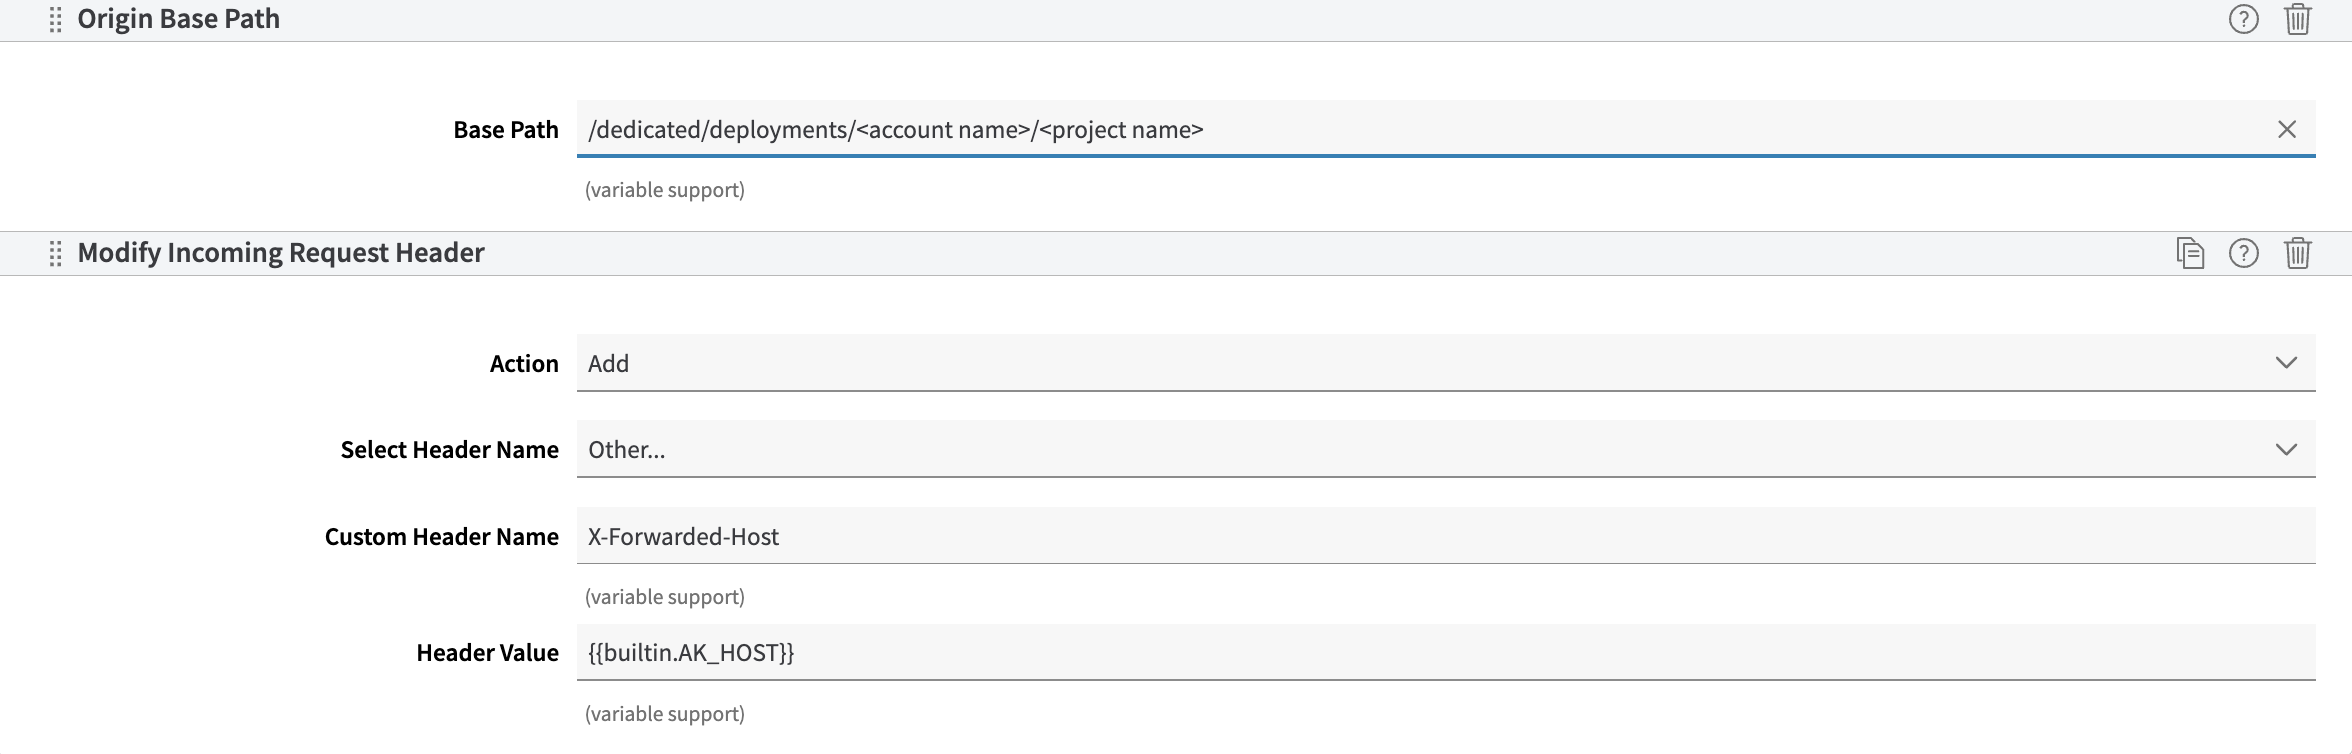 Origin Base Path
Base Path /dedicated/deployments/<account name>/<project name>
(variable support)
Modify Incoming Request Header
Action Add
Select Header Name Other...
Custom Header Name X-Forwarded-Host
(variable support)
Header Value {{builtin.AK_HOST}}
(variable support)